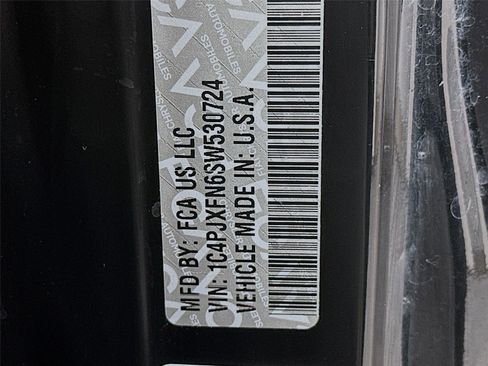 MFD BY: FCA US LLC
VIN: 1C4PJXFN6SW530724
VEHICLE MADE IN: U.S.A.